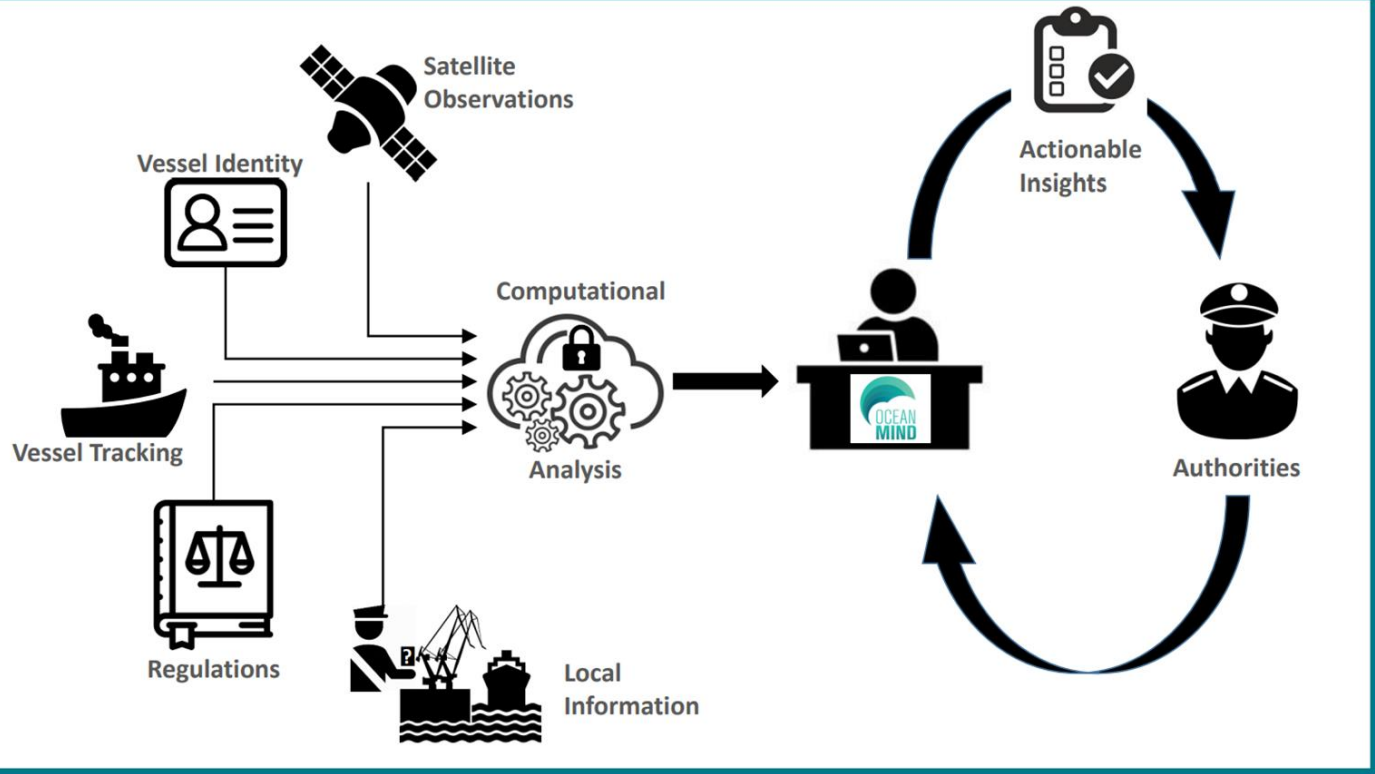 Satellite
Observations
Vessel Identity
Vessel Tracking
Regulations
Local
Information
Computational
Analysis
OCEAN
MIND
Actionable
Insights
Authorities
?